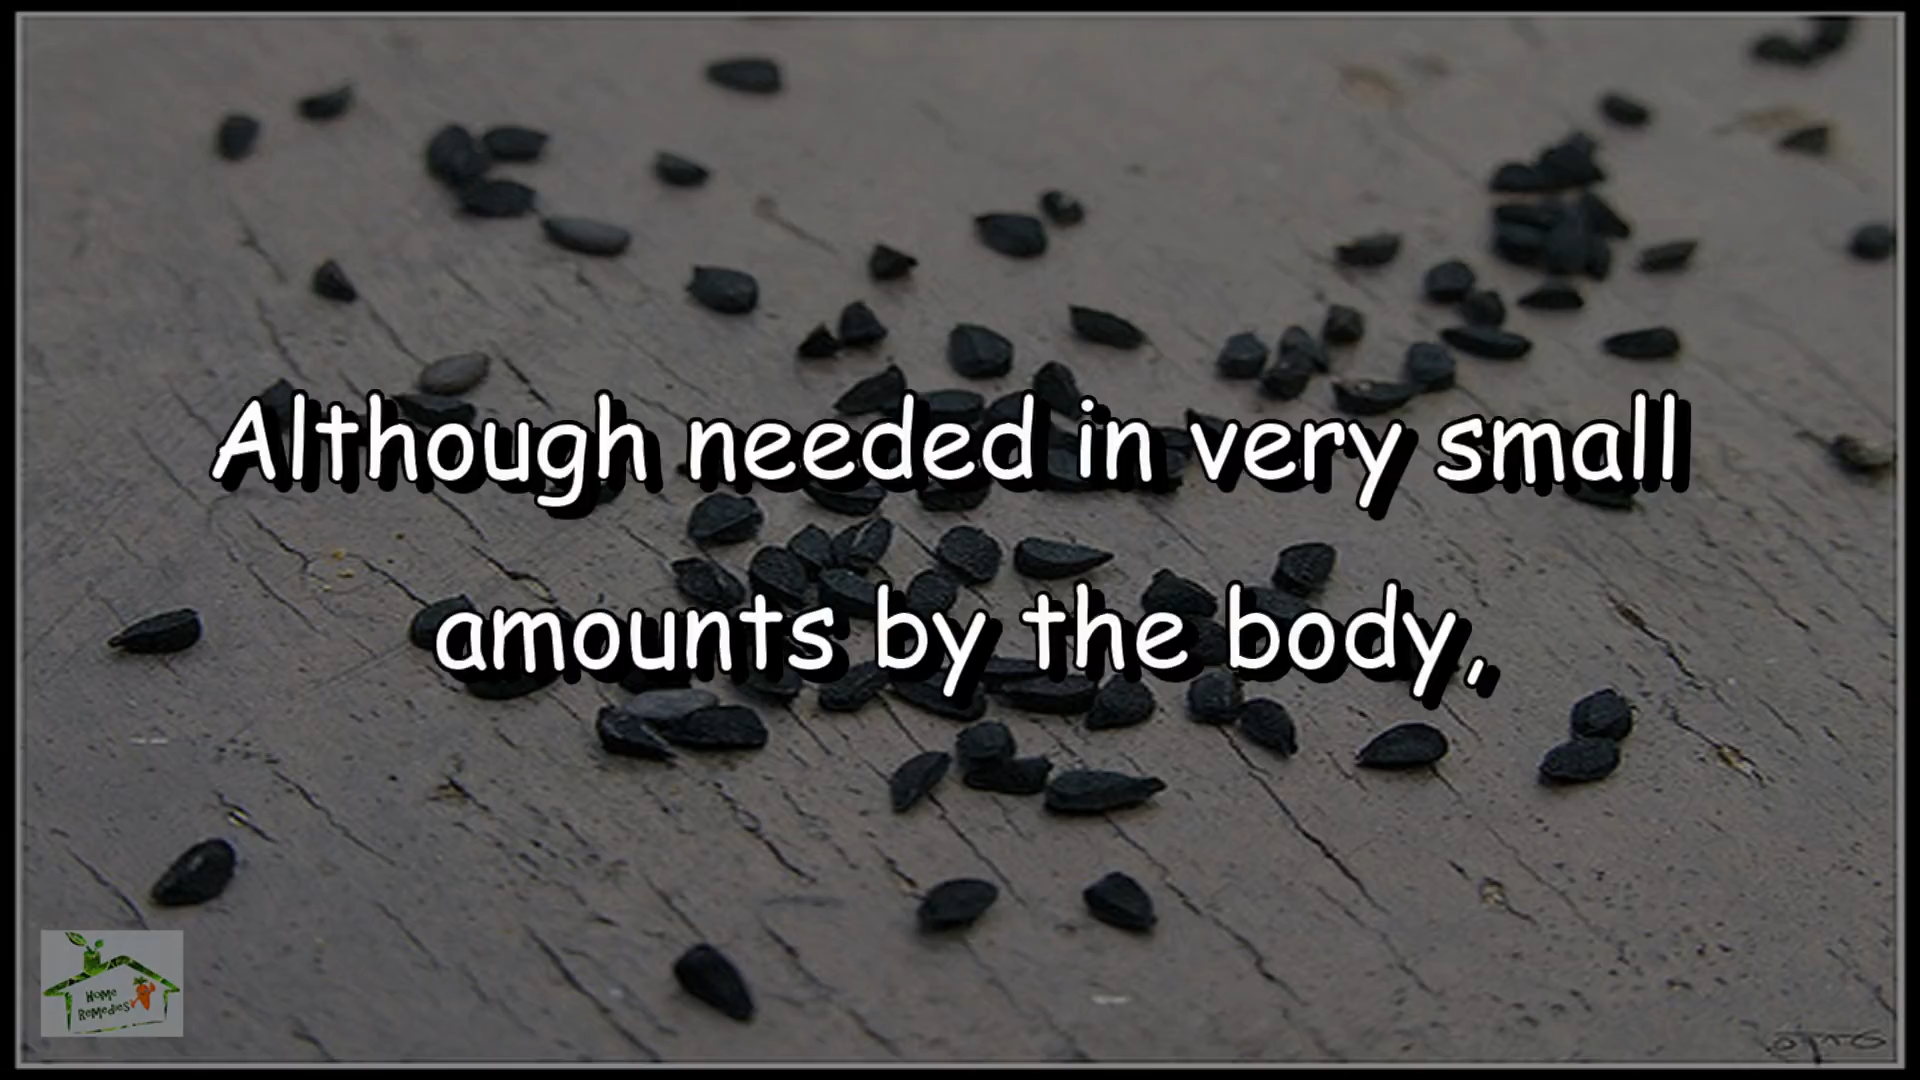 Although needed in very small
amounts by the body,
Home
Remedies